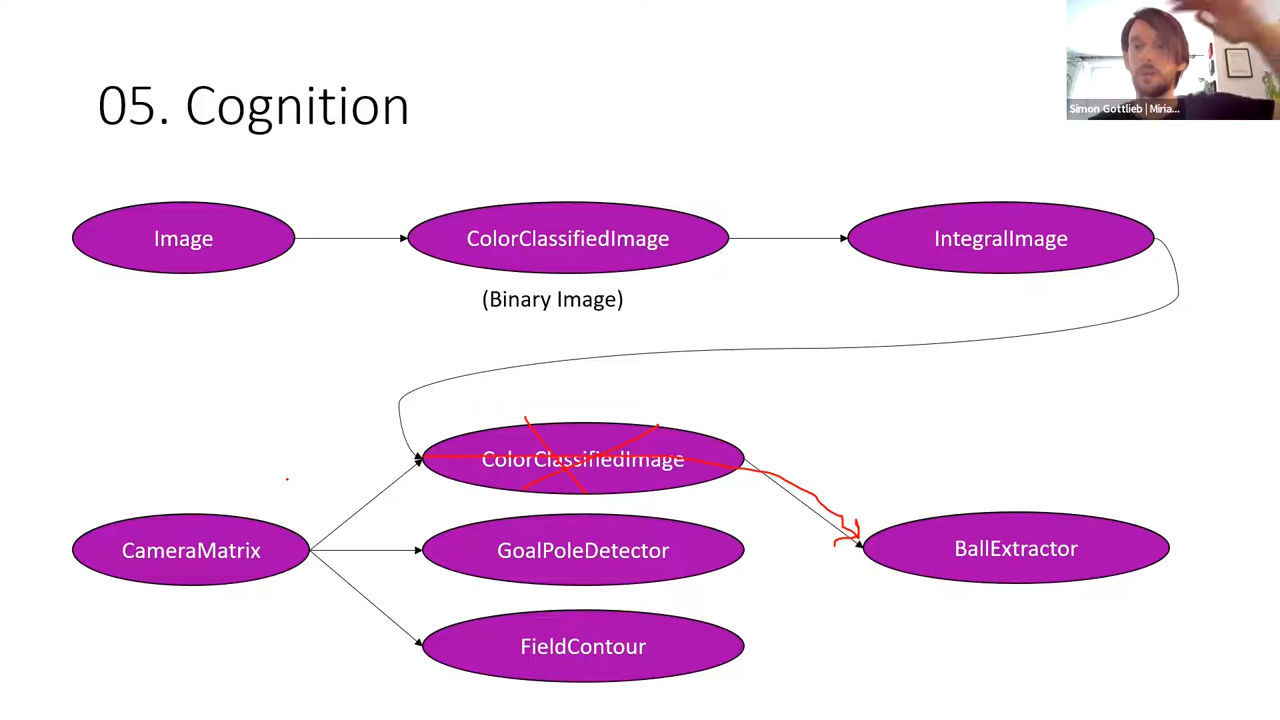 05. Cognition
Simon Gottlieb | Miria...
Image
ColorClassifiedImage
IntegralImage
(Binary Image)
ColorClassifiedImage
CameraMatrix
GoalPoleDetector
BallExtractor
FieldContour